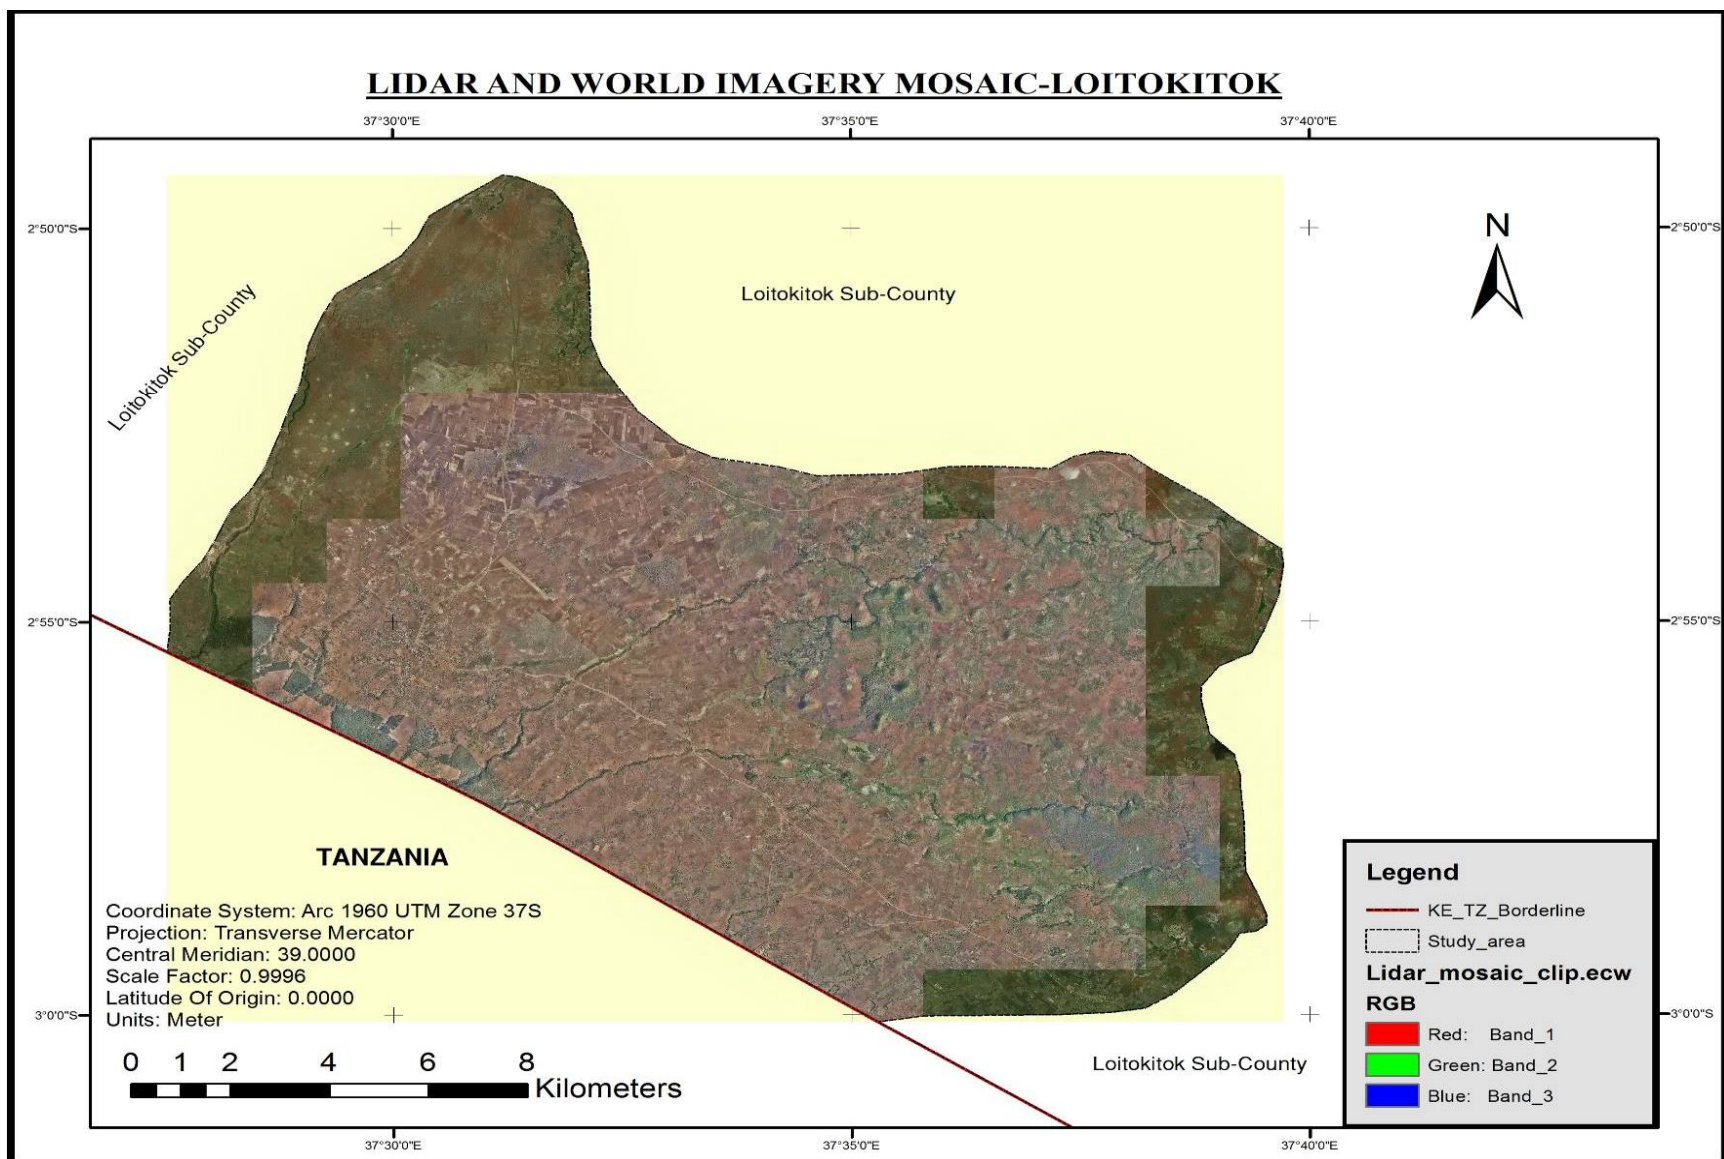 LIDAR AND WORLD IMAGERY MOSAIC-LOITOKITOK
37°30'0"E
37°35'0"E
37°40'0"E
2°50'0"S
2°50'0"S
N
Loitokitok Sub-County
Loitokitok Sub-County
2°55'0"S
2°55'0"S
TANZANIA
Coordinate System: Arc 1960 UTM Zone 37S
Projection: Transverse Mercator
Central Meridian: 39.0000
Scale Factor: 0.9996
Latitude Of Origin: 0.0000
Units: Meter
3°0'0"S
3°0'0"S
0 1 2 4 6 8
Kilometers
Loitokitok Sub-County
Legend
KE_TZ_Borderline
Study_area
Lidar_mosaic_clip.ecw
RGB
Red: Band_1
Green: Band_2
Blue: Band_3
37°30'0"E
37°35'0"E
37°40'0"E